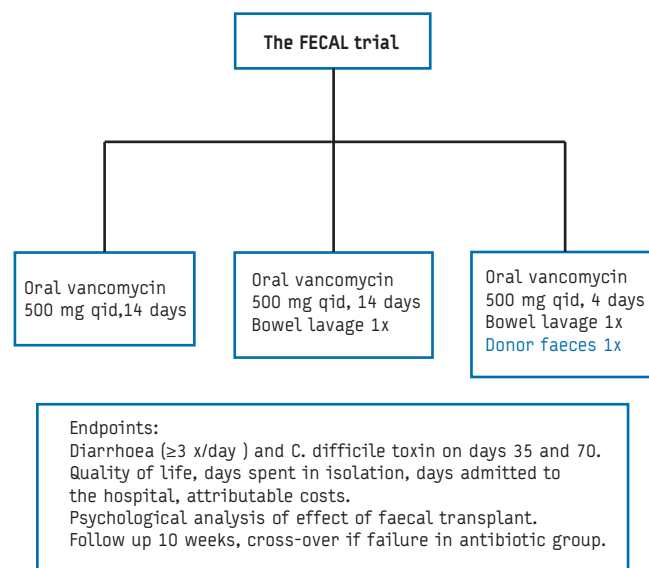 The FECAL trial
Oral vancomycin
500 mg qid,14 days
Oral vancomycin
500 mg qid, 14 days
Bowel lavage 1x
Oral vancomycin
500 mg qid, 4 days
Bowel lavage 1x
Donor faeces 1x
Endpoints:
Diarrhoea (≥3 x/day ) and C. difficile toxin on days 35 and 70.
Quality of life, days spent in isolation, days admitted to
the hospital, attributable costs.
Psychological analysis of effect of faecal transplant.
Follow up 10 weeks, cross-over if failure in antibiotic group.